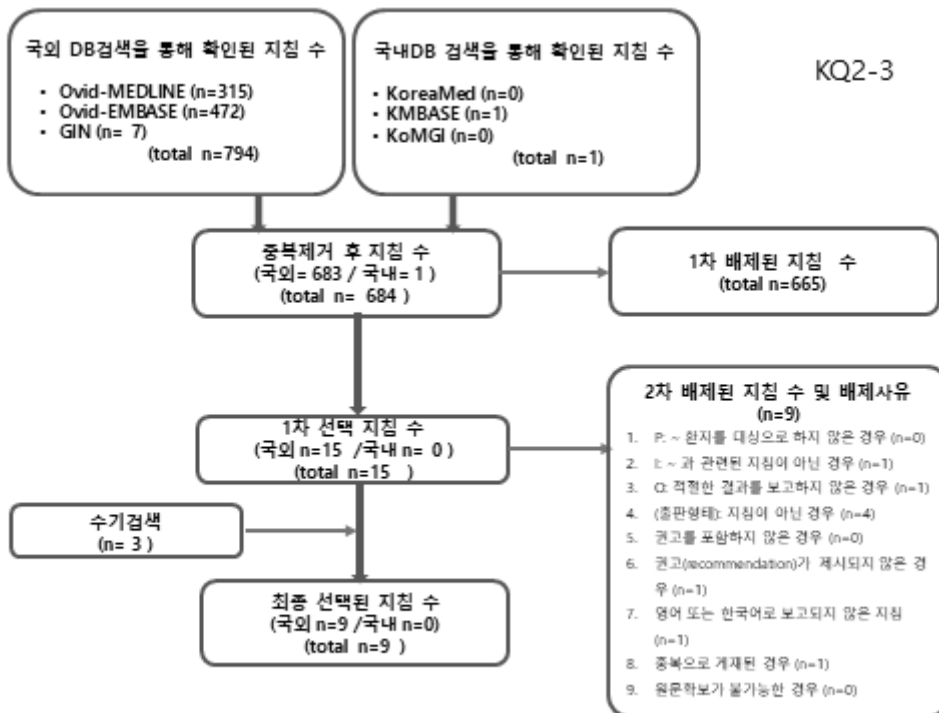 국외 DB검색을 통해 확인된 지침 수
• Ovid-MEDLINE (n=315)
• Ovid-EMBASE (n=472)
• GIN (n= 7)
(total n=794)
국내DB 검색을 통해 확인된 지침 수
• KoreaMed (n=0)
• KMBASE (n=1)
• KoMGI (n=0)
(total n=1)
KQ2-3
중복제거 후 지침 수
(국외= 683 / 국내= 1 )
(total n= 684 )
1차 배제된 지침 수
(total n=665)
1차 선택 지침 수
(국외 n=15 /국내 n= 0 )
total n=15 )
2차 배제된 지침 수 및 배제사유
(n=9)
1. P: ~ 환자를 대상으로 하지 않은 경우 (n=0)
2. I: ~ 과 관련된 지침이 아닌 경우 (n=1)
3. O: 적절한 결과를 보고하지 않은 경우 (n=1)
4. (출판형태): 지침이 아닌 경우 (n=4)
5. 권고를 포함하지 않은 경우 (n=0)
6. 권고(recommendation)가 제시되지 않은 경
우 (n=1)
7. 영어 또는 한국어로 보고되지 않은 지침
(n=1)
8. 중복으로 게재된 경우 (n=1)
9. 원문확보가 불가능한 경우 (n=0)
수기검색
(n= 3 )
최종 선택된 지침 수
(국외 n=9 /국내 n=0)
(total n=9 )